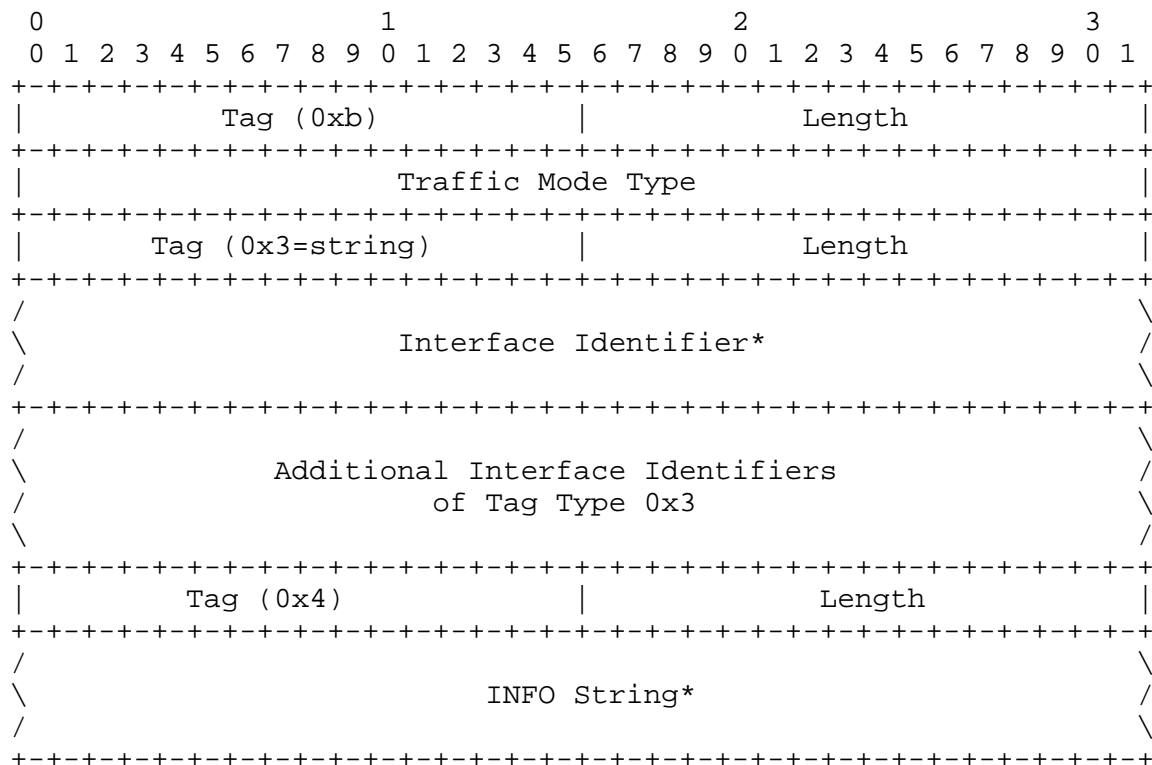 0                   1                   2                   3
 0 1 2 3 4 5 6 7 8 9 0 1 2 3 4 5 6 7 8 9 0 1 2 3 4 5 6 7 8 9 0 1
+-+-+-+-+-+-+-+-+-+-+-+-+-+-+-+-+-+-+-+-+-+-+-+-+-+-+-+-+-+-+-+-+
|           Tag (0xb)           |            Length             |
+-+-+-+-+-+-+-+-+-+-+-+-+-+-+-+-+-+-+-+-+-+-+-+-+-+-+-+-+-+-+-+-+
|                     Traffic Mode Type                         |
+-+-+-+-+-+-+-+-+-+-+-+-+-+-+-+-+-+-+-+-+-+-+-+-+-+-+-+-+-+-+-+-+
|       Tag (0x3=string)        |            Length             |
+-+-+-+-+-+-+-+-+-+-+-+-+-+-+-+-+-+-+-+-+-+-+-+-+-+-+-+-+-+-+-+-+
/                                                               \
\                     Interface Identifier*                     /
/                                                               \
+-+-+-+-+-+-+-+-+-+-+-+-+-+-+-+-+-+-+-+-+-+-+-+-+-+-+-+-+-+-+-+-+
/                                                               \
\              Additional Interface Identifiers                 /
/                       of Tag Type 0x3                         \
\                                                               /
+-+-+-+-+-+-+-+-+-+-+-+-+-+-+-+-+-+-+-+-+-+-+-+-+-+-+-+-+-+-+-+-+
|         Tag (0x4)             |             Length            |
+-+-+-+-+-+-+-+-+-+-+-+-+-+-+-+-+-+-+-+-+-+-+-+-+-+-+-+-+-+-+-+-+
/                                                               \
\                          INFO String*                         /
/                                                               \
+-+-+-+-+-+-+-+-+-+-+-+-+-+-+-+-+-+-+-+-+-+-+-+-+-+-+-+-+-+-+-+-+